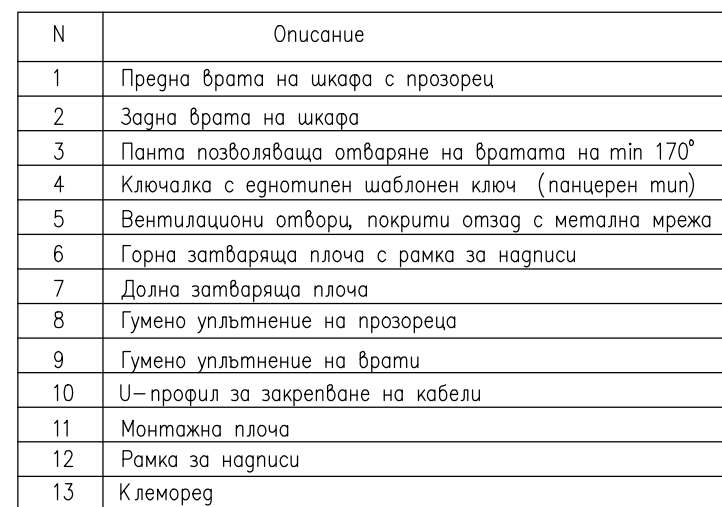 N Описание
1 Предна врата на шкафа с прозорец
2 Задна врата на шкафа
3 Панта позволяваща отваряне на вратата на min 170°
4 Ключалка с еднотипен шаблонен ключ (панцерен тип)
5 Вентилациони отвори, покрити отзад с метална мрежа
6 Горна затваряща плоча с рамка за надписи
7 Долна затваряща плоча
8 Гумено уплътнение на прозореца
9 Гумено уплътнение на врати
10 U-профил за закрепване на кабели
11 Монтажна плоча
12 Рамка за надписи
13 Клеморед